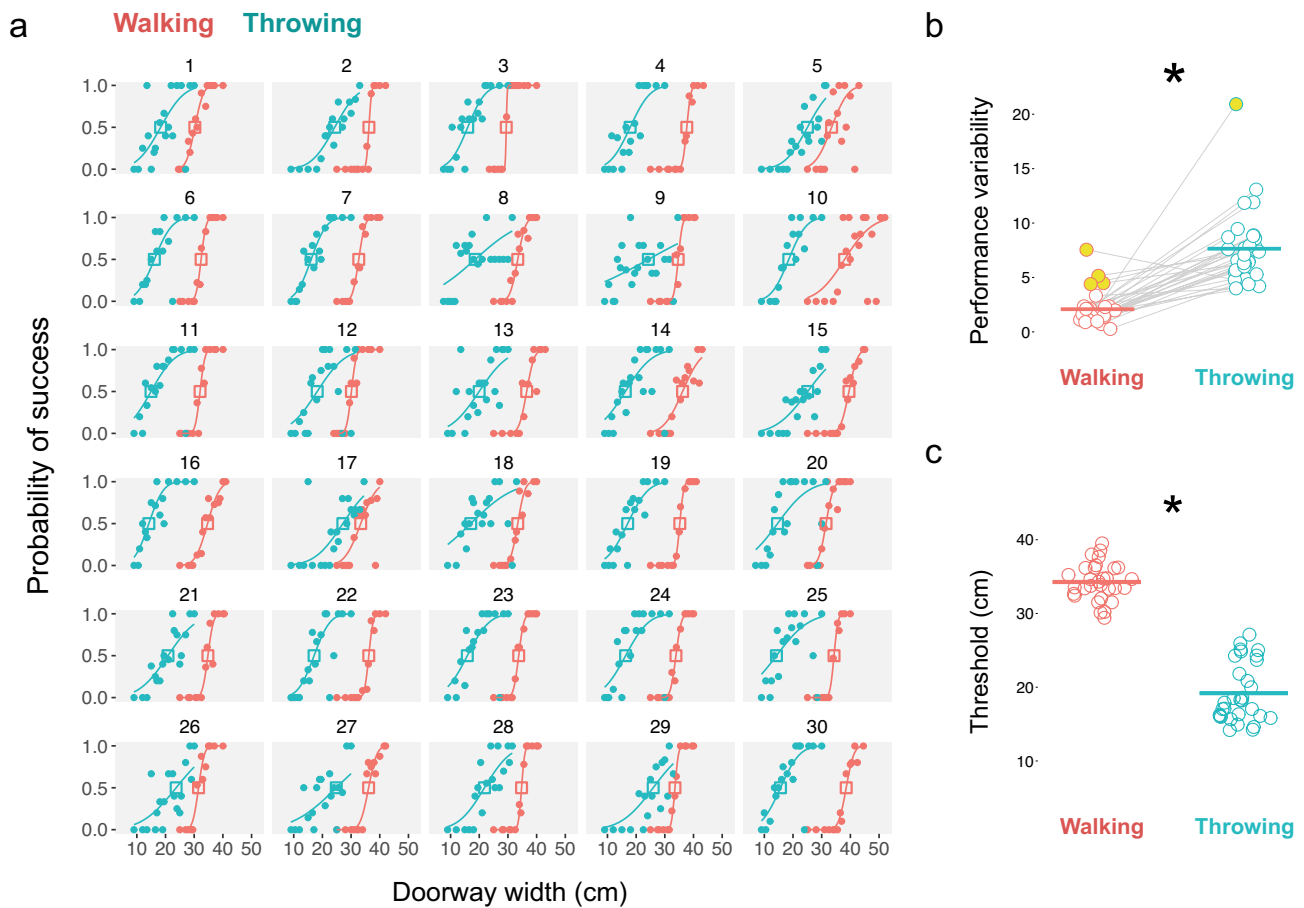 a
Walking Throwing
1 2 3 4 5
1.0
0.5
0.0
6 7 8 9 10
1.0
0.5
0.0
11 12 13 14 15
1.0
0.5
0.0
16 17 18 19 20
1.0
0.5
0.0
21 22 23 24 25
1.0
0.5
0.0
26 27 28 29 30
1.0
0.5
0.0
10 20 30 40 50 10 20 30 40 50 10 20 30 40 50 10 20 30 40 50 10 20 30 40 50
Probability of success
Doorway width (cm)
b
*
20
15
10
5
0
Performance variability
Walking Throwing
c
*
40
30
20
10
Threshold (cm)
Walking Throwing